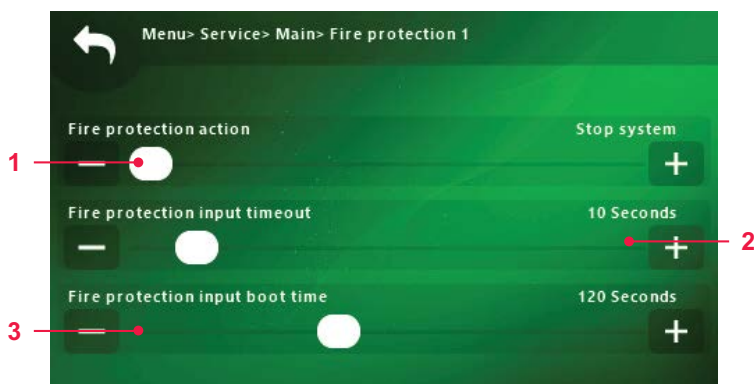 Menu> Service> Main> Fire protection 1
Fire protection action Stop system
1
− +
Fire protection input timeout 10 Seconds
− +
2
Fire protection input boot time 120 Seconds
3
− +